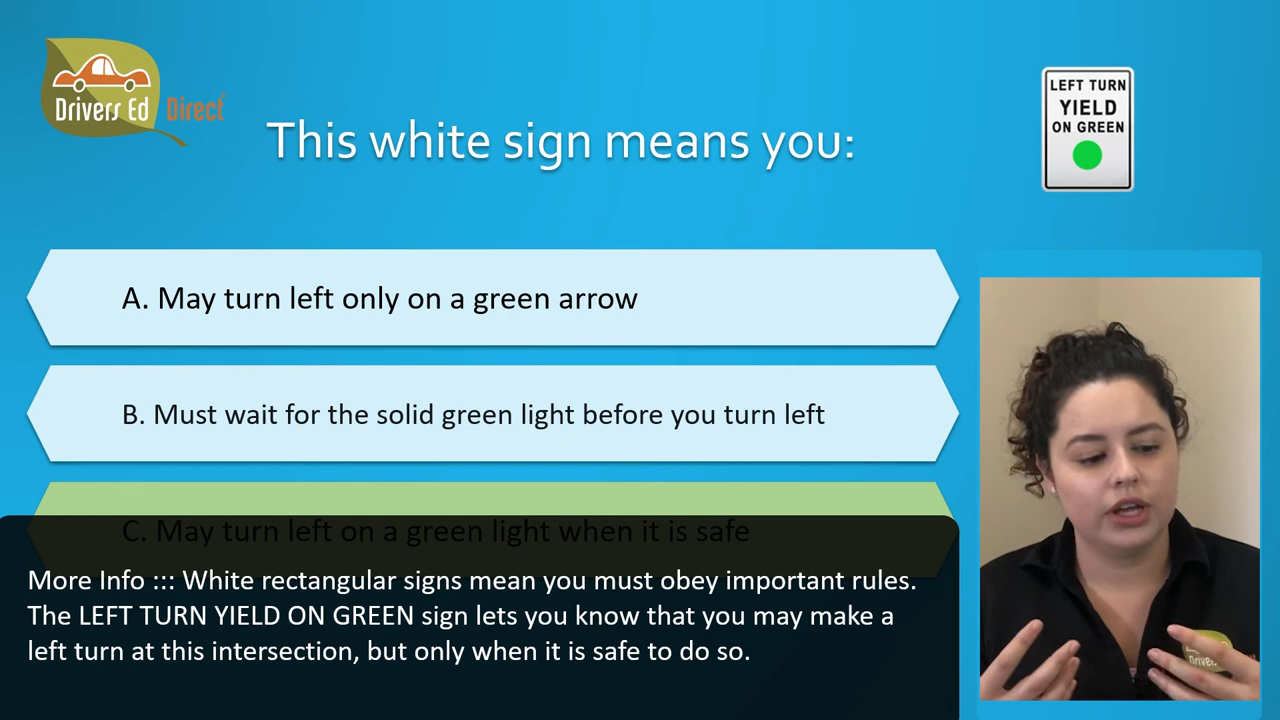 Drivers Ed Direct
This white sign means you:
LEFT TURN
YIELD
ON GREEN
A. May turn left only on a green arrow
B. Must wait for the solid green light before you turn left
C. May turn left on a green light when it is safe
More Info ::: White rectangular signs mean you must obey important rules.
The LEFT TURN YIELD ON GREEN sign lets you know that you may make a
left turn at this intersection, but only when it is safe to do so.